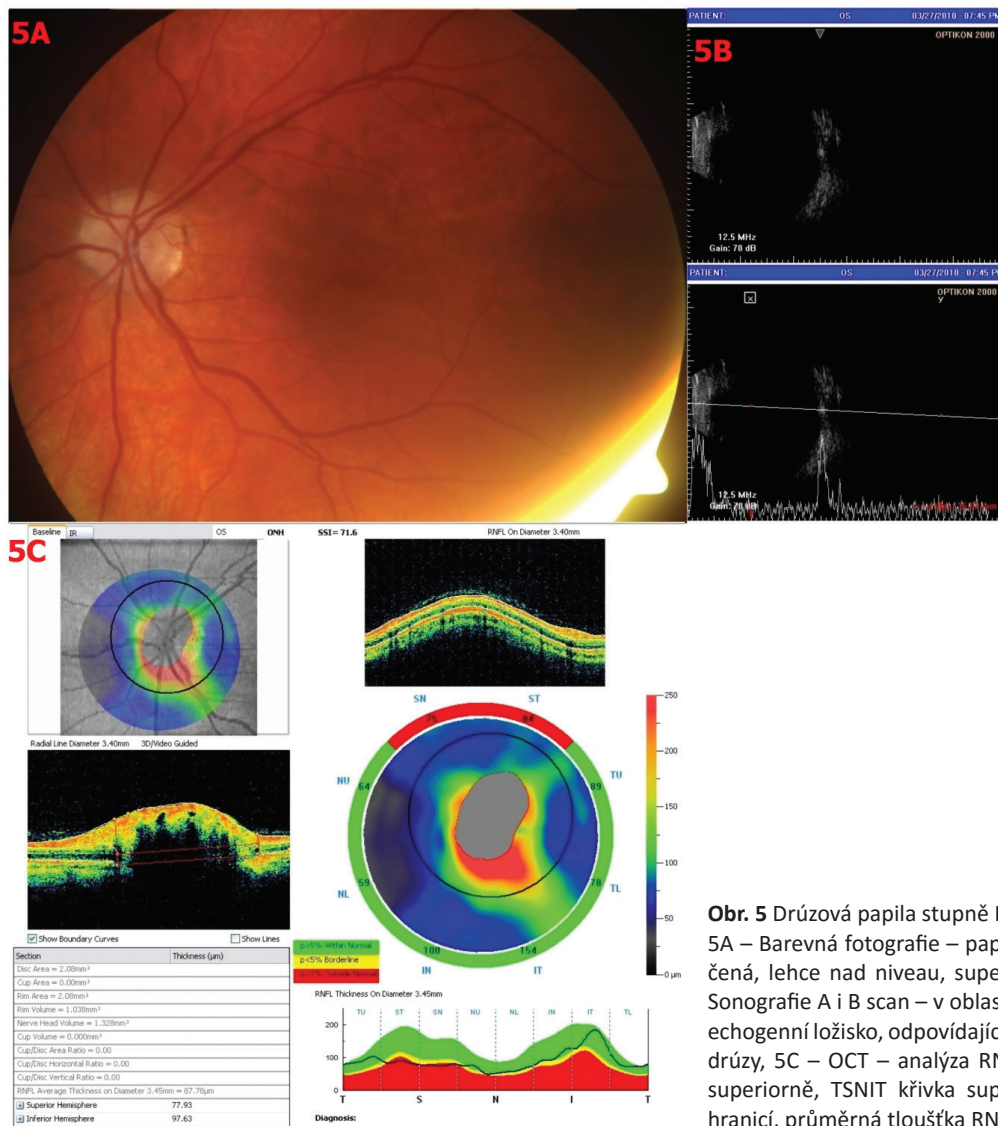 5A
PATIENT: OS 03/27/2010 - 07:45 PM
5B
OPTIKON 2000
12.5 MHz
Gain: 78 dB
PATIENT: OS 03/27/2010 - 07:45 PM
OPTIKON 2000
x y
12.5 MHz
Gain: 78 dB
5C
Baseline IR OS ONH SSI= 71.6 RNFL On Diameter 3.40mm
Radial Line Diameter 3.40mm 3D/Video Guided
SN ST
75 84
NU TU
64 89
NL TL
59 78
IN IT
100 154
250
200
150
100
50
0 µm
Show Boundary Curves Show Lines
Section Thickness (µm)
Disc Area = 2.08mm²
Cup Area = 0.00mm²
Rim Area = 2.08mm²
Rim Volume = 1.038mm³
Nerve Head Volume = 1.328mm³
Cup Volume = 0.000mm³
Cup/Disc Area Ratio = 0.00
Cup/Disc Horizontal Ratio = 0.00
Cup/Disc Vertical Ratio = 0.00
RNFL Average Thickness on Diameter 3.45mm = 87.78µm
Superior Hemisphere 77.93
Inferior Hemisphere 97.63
p>5% Within Normal
p<5% Borderline
p<1% Outside Normal
RNFL Thickness On Diameter 3.45mm
TU ST SN NU NL IN IT TL
200
100
0
T S N I T
Diagnosis:
Obr. 5 Drúzová papila stupně
5A – Barevná fotografie – pap
čená, lehce nad niveau, supe
Sonografie A i B scan – v oblas
echogenní ložisko, odpovídajíc
drúzy, 5C – OCT – analýza RN
superiorně, TSNIT křivka sup
hranicí, průměrná tloušťka RN